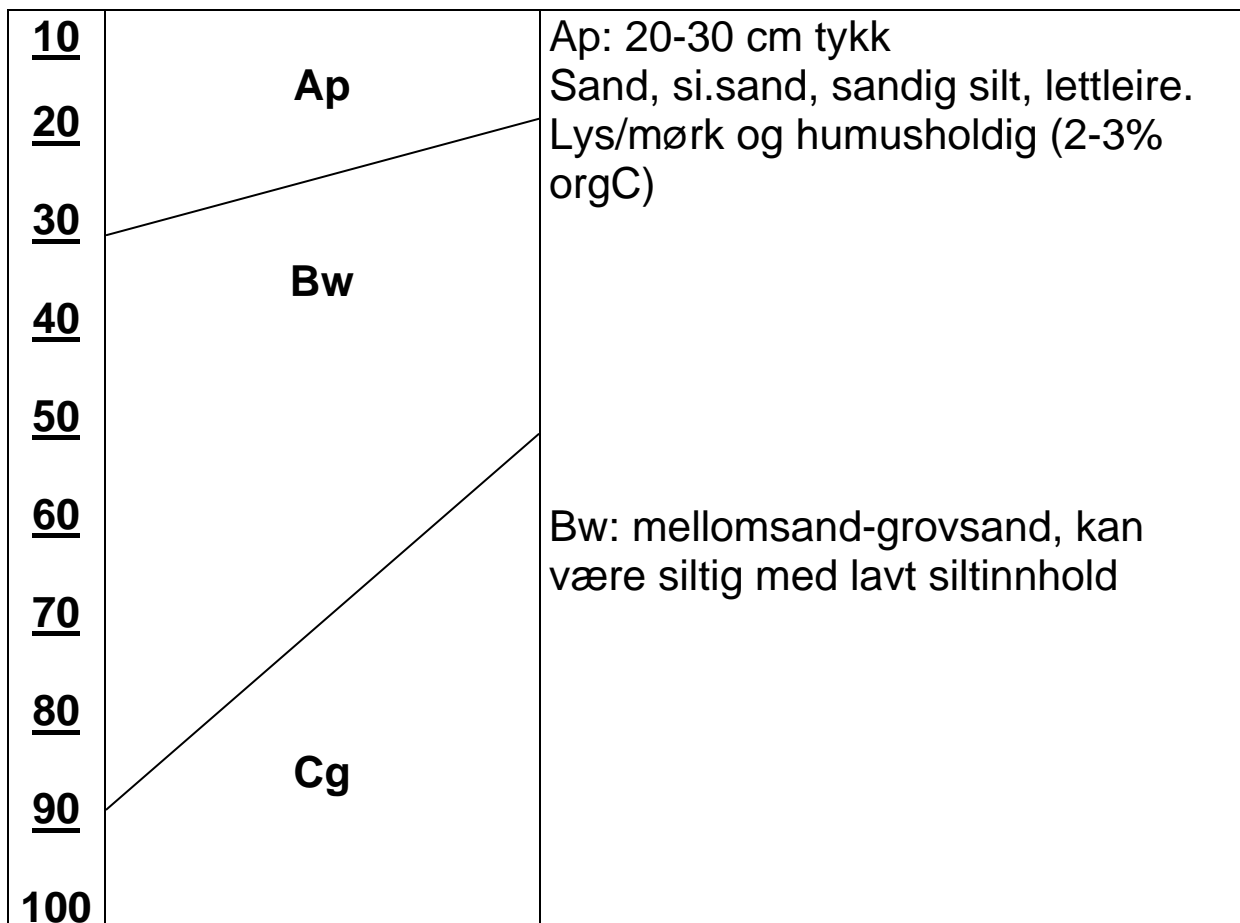 10
20
30
40
50
60
70
80
90
100
Ap
Bw
Cg
Ap: 20-30 cm tykk
Sand, si.sand, sandig silt, lettleire.
Lys/mørk og humusholdig (2-3%
orgC)
Bw: mellomsand-grovsand, kan
være siltig med lavt siltinnhold